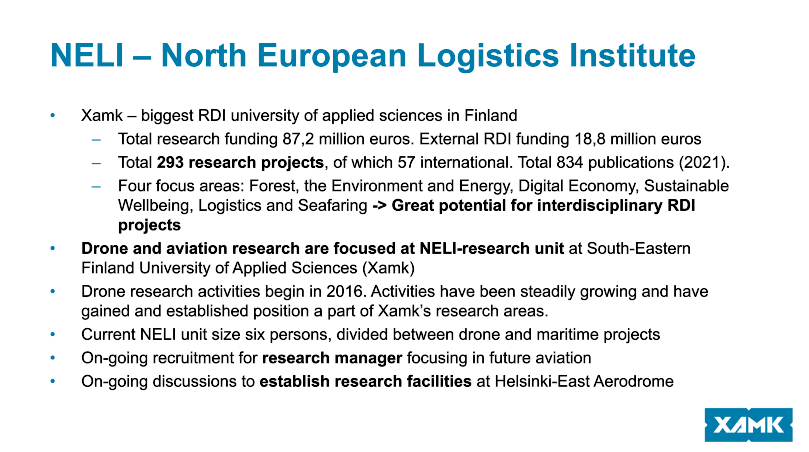 NELI – North European Logistics Institute
• Xamk – biggest RDI university of applied sciences in Finland
– Total research funding 87,2 million euros. External RDI funding 18,8 million euros
– Total 293 research projects, of which 57 international. Total 834 publications (2021).
– Four focus areas: Forest, the Environment and Energy, Digital Economy, Sustainable
Wellbeing, Logistics and Seafaring -> Great potential for interdisciplinary RDI
projects
• Drone and aviation research are focused at NELI-research unit at South-Eastern
Finland University of Applied Sciences (Xamk)
• Drone research activities begin in 2016. Activities have been steadily growing and have
gained and established position a part of Xamk's research areas.
• Current NELI unit size six persons, divided between drone and maritime projects
• On-going recruitment for research manager focusing in future aviation
• On-going discussions to establish research facilities at Helsinki-East Aerodrome
XAMK